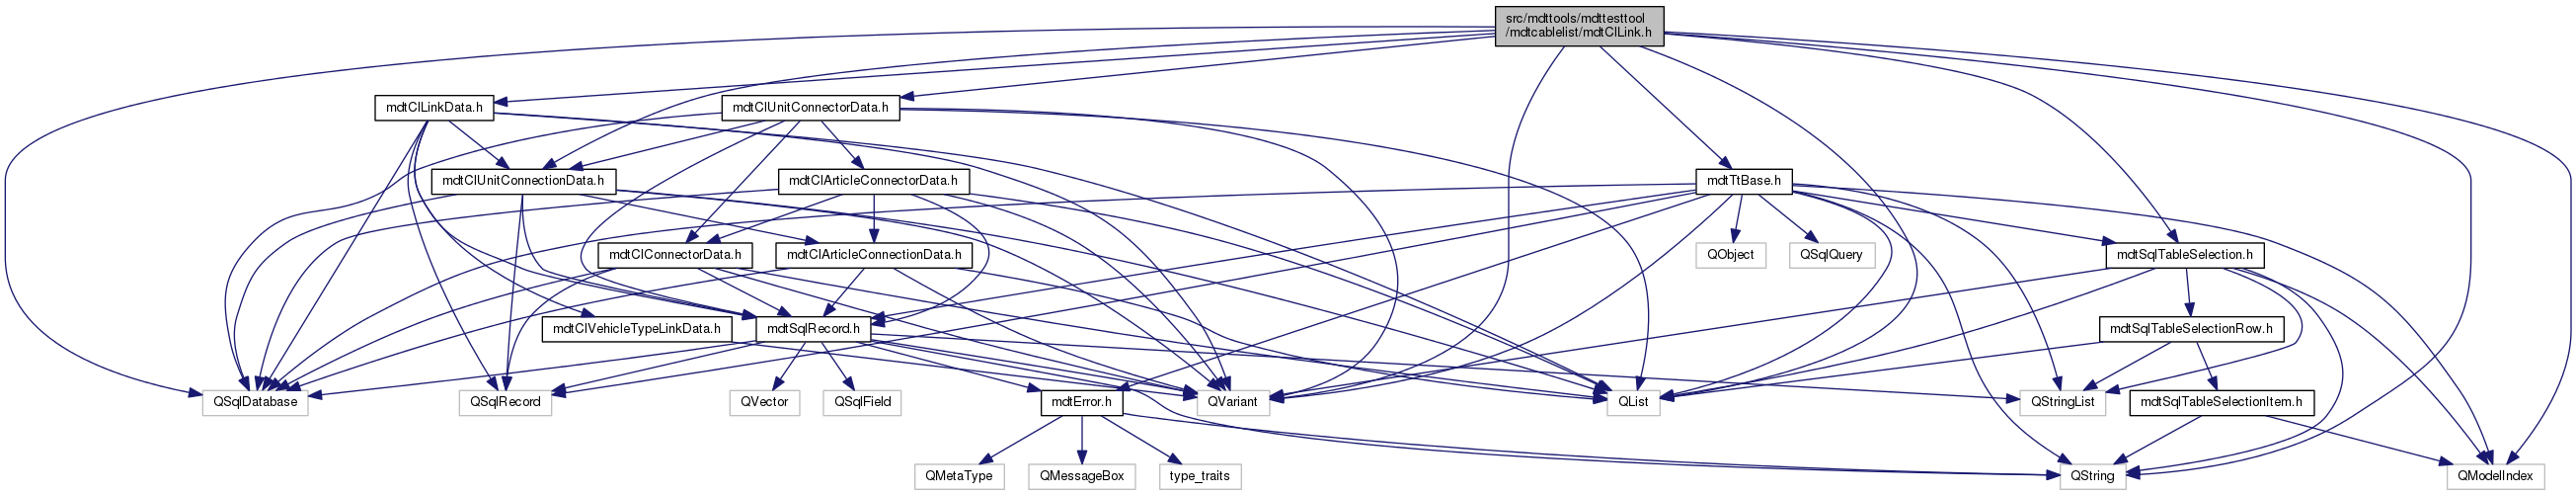 src/mdttools/mdttesttool
/mdtcablelist/mdtClLink.h
mdtClLinkData.h
mdtClUnitConnectorData.h
mdtClUnitConnectionData.h
mdtClArticleConnectorData.h
mdtTtBase.h
mdtClConnectorData.h
mdtClArticleConnectionData.h
QObject
QSqlQuery
mdtSqlTableSelection.h
mdtClVehicleTypeLinkData.h
mdtSqlRecord.h
mdtSqlTableSelectionRow.h
QSqlDatabase
QSqlRecord
QVector
QSqlField
mdtError.h
QVariant
QList
QStringList
mdtSqlTableSelectionItem.h
QMetaType
QMessageBox
type_traits
QString
QModelIndex